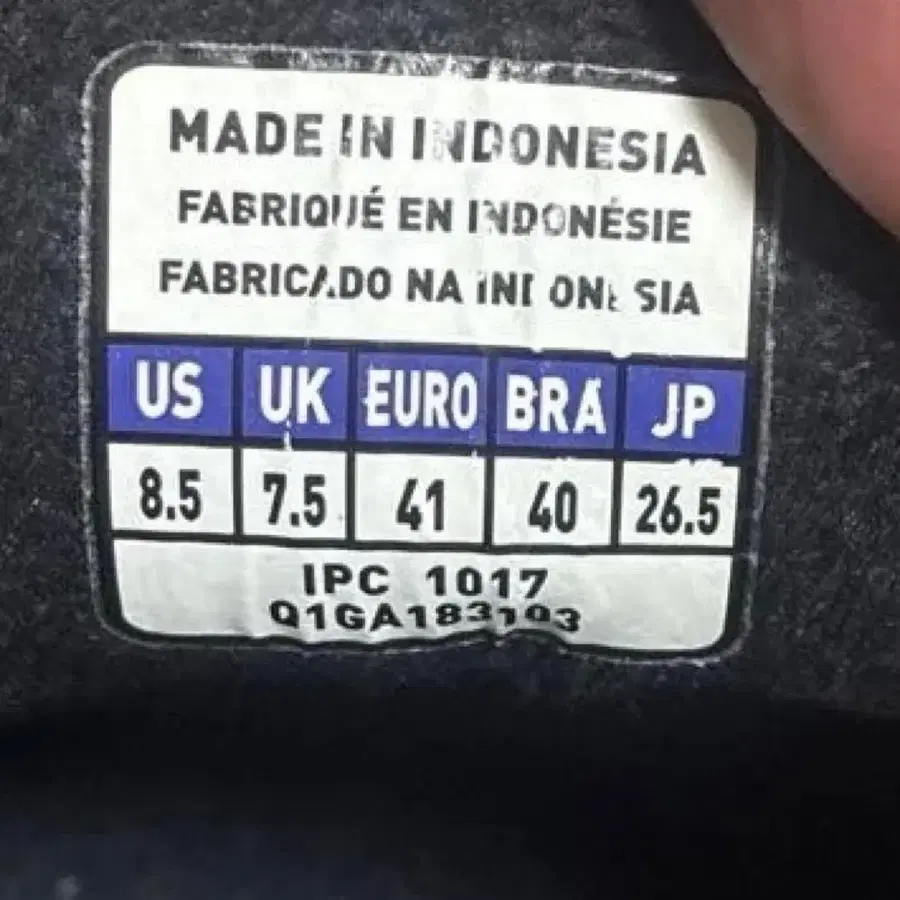 MADE IN INDONESIA
FABRIQUÉ EN INDONÉSIE
FABRICADO NA INDONESIA
US UK EURO BRA JP
8.5 7.5 41 40 26.5
IPC 1017